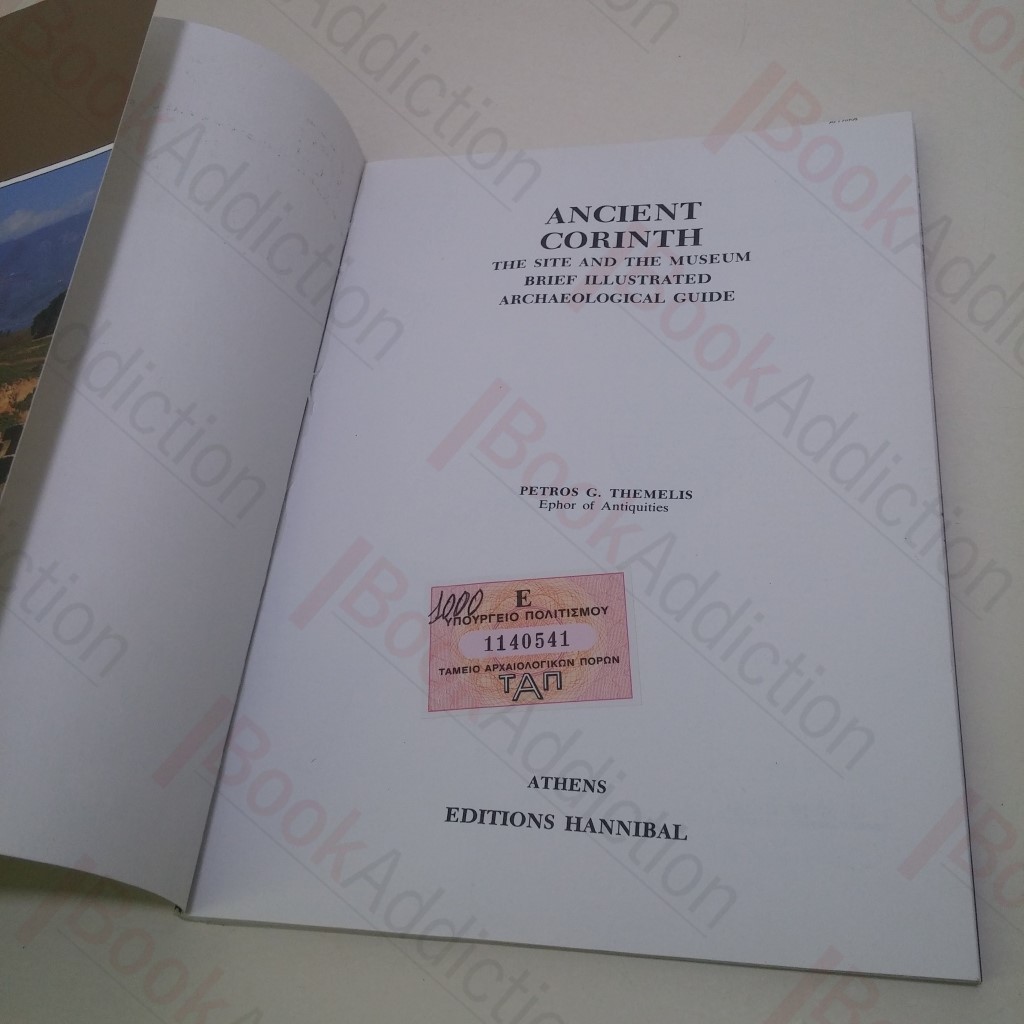 ANCIENT
CORINTH
THE SITE AND THE MUSEUM
BRIEF ILLUSTRATED
ARCHAEOLOGICAL GUIDE
PETROS G. THEMELIS
Ephor of Antiquities
1000
E
ΥΠΟΥΡΓΕΙΟ ΠΟΛΙΤΙΣΜΟΥ
1140541
ΤΑΜΕΙΟ ΑΡΧΑΙΟΛΟΓΙΚΩΝ ΠΟΡΩΝ
ΤΑΠ
ATHENS
EDITIONS HANNIBAL
BookAddiction